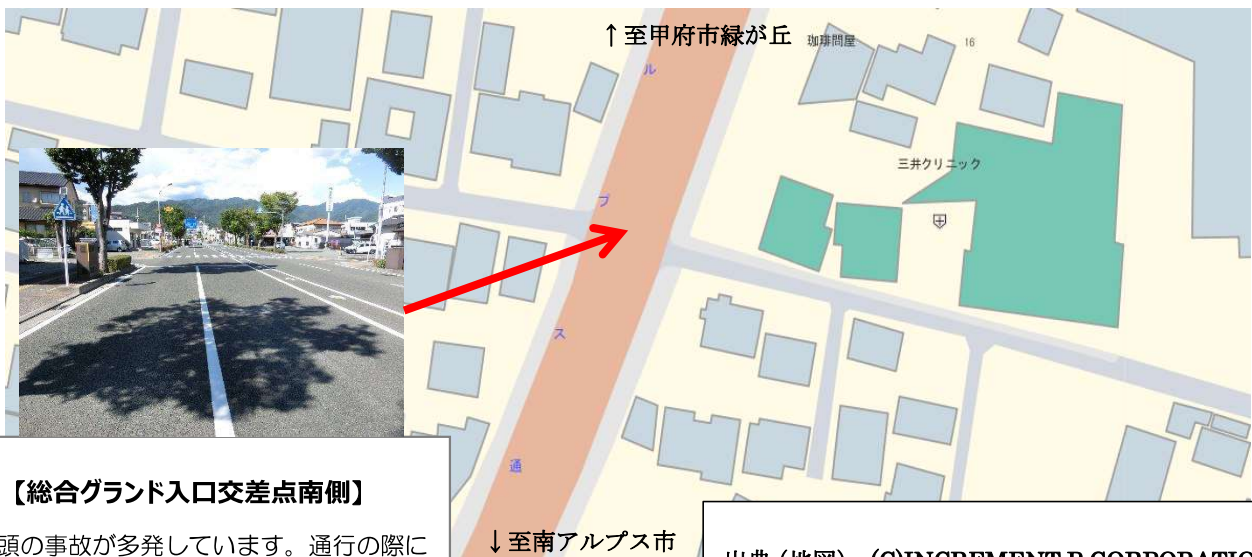 ↑至甲府市緑が丘
珈琲問屋
16
ル
三井クリニック
プ
ス
通
【総合グランド入口交差点南側】
頭の事故が多発しています。通行の際に
↓至南アルプス市
出典（地図） (C)INCREMENT P CORPORATIO